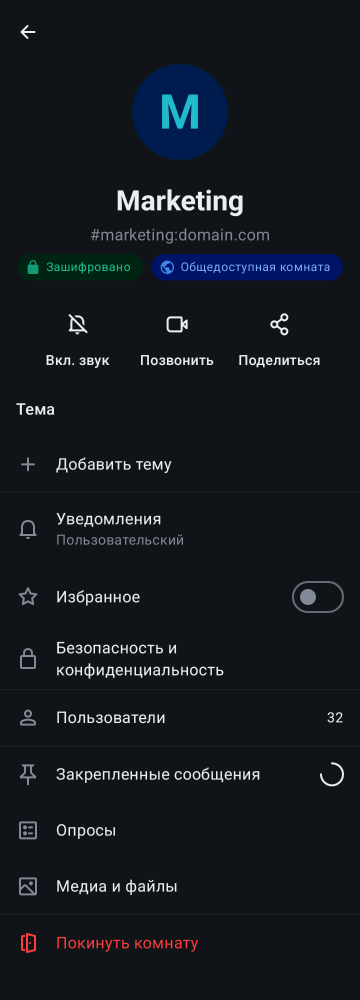 M
Marketing
#marketing:domain.com
Зашифровано
Общедоступная комната
Вкл. звук
Позвонить
Поделиться
Тема
Добавить тему
Уведомления
Пользовательский
Избранное
Безопасность и
конфиденциальность
Пользователи
32
Закрепленные сообщения
Опросы
Медиа и файлы
Покинуть комнату